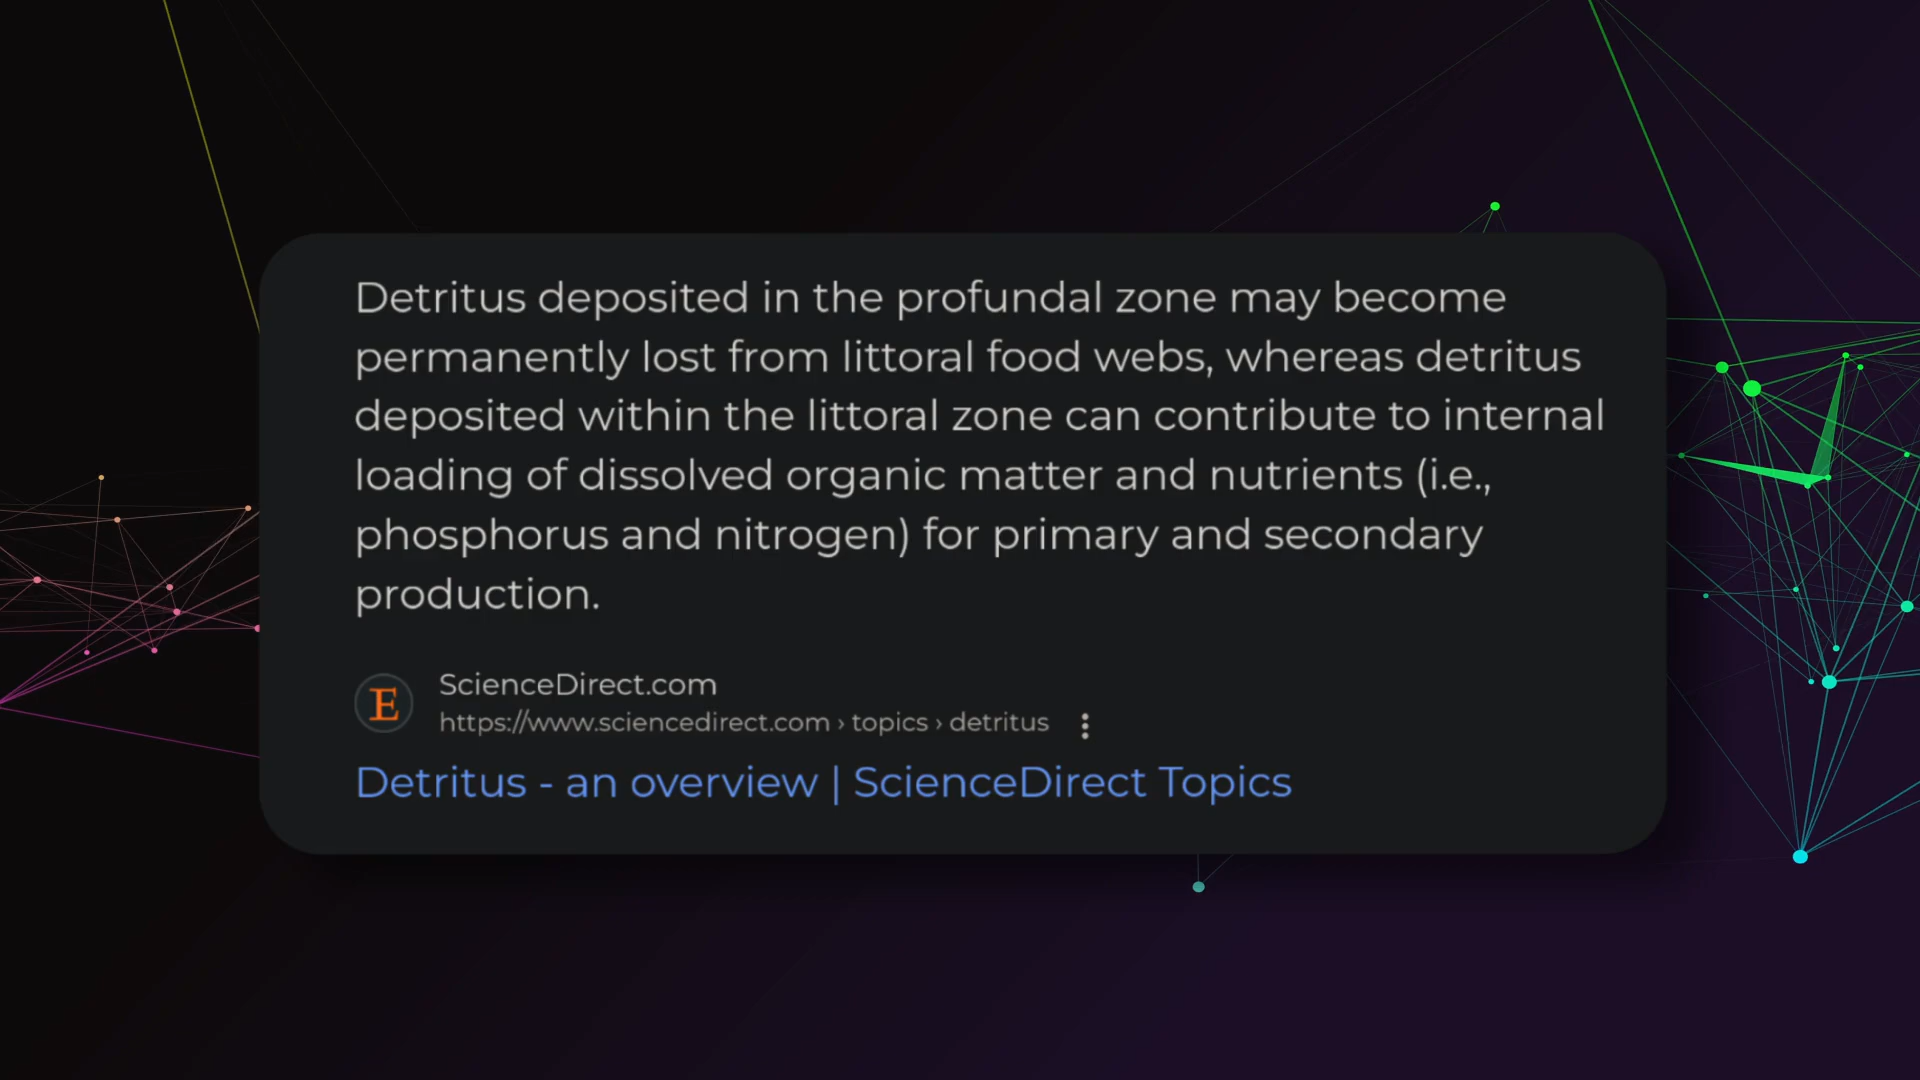 Detritus deposited in the profundal zone may become
permanently lost from littoral food webs, whereas detritus
deposited within the littoral zone can contribute to internal
loading of dissolved organic matter and nutrients (i.e.,
phosphorus and nitrogen) for primary and secondary
production.
E
ScienceDirect.com
https://www.sciencedirect.com › topics › detritus
Detritus - an overview | ScienceDirect Topics